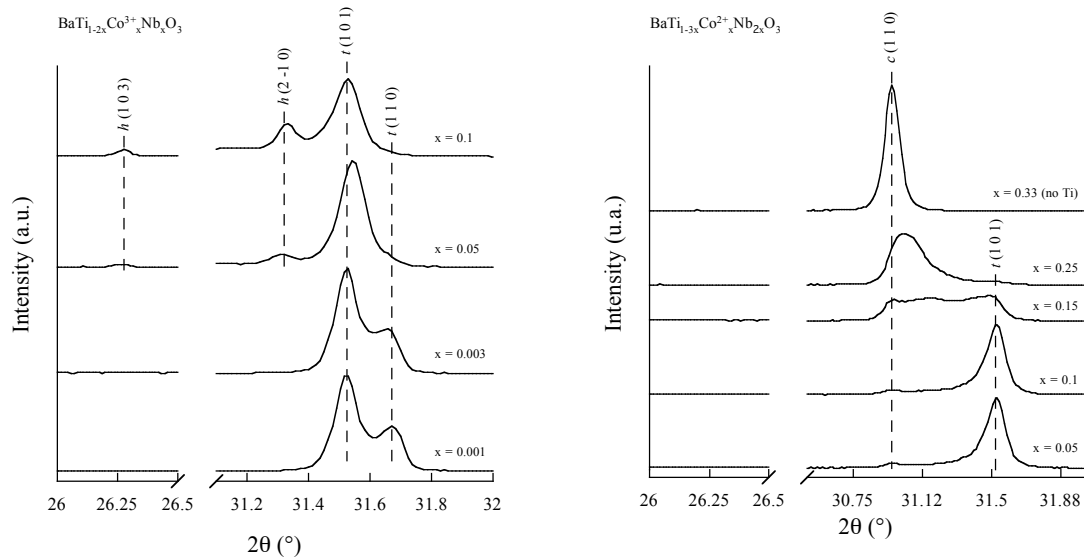 BaTi1-2xCo3+xNbxO3
h (1 0 3)
h (2 -1 0)
t (1 0 1)
t (1 1 0)
x = 0.1
x = 0.05
x = 0.003
x = 0.001
Intensity (a.u.)
26 26.25 26.5 31.2 31.4 31.6 31.8 32
2θ (°)
BaTi1-3xCo2+xNb2xO3
c (1 1 0)
t (1 0 1)
x = 0.33 (no Ti)
x = 0.25
x = 0.15
x = 0.1
x = 0.05
Intensity (u.a.)
26 26.25 26.5 30.75 31.12 31.5 31.88
2θ (°)